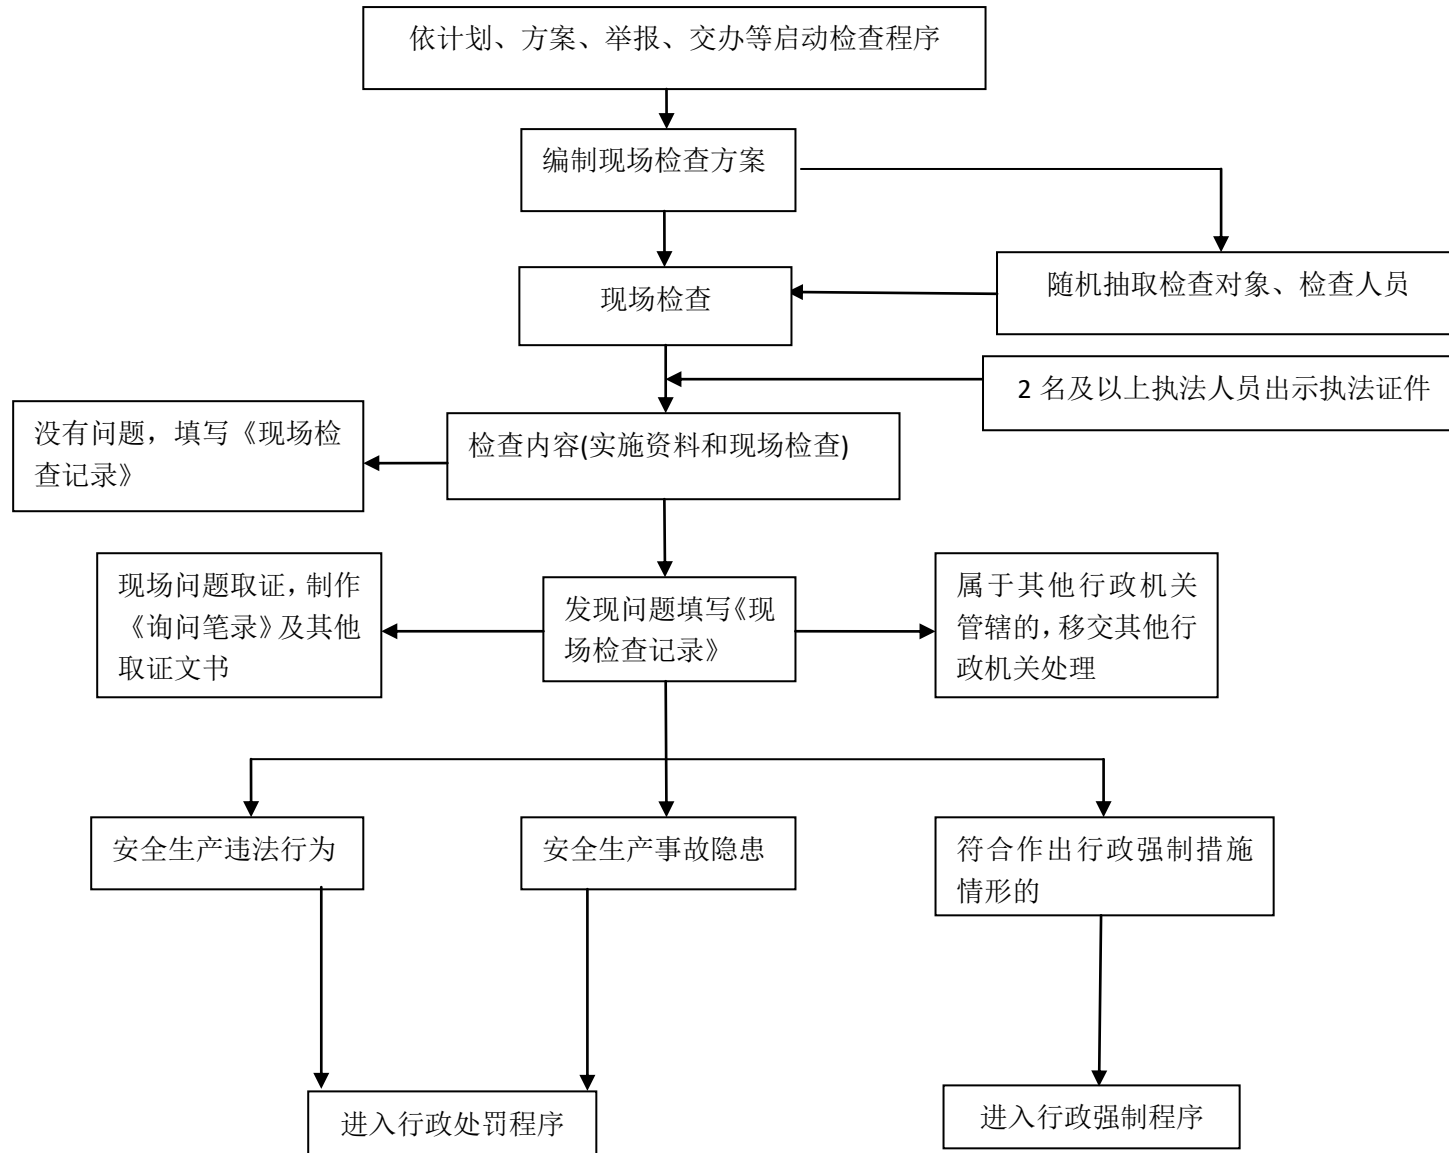 依计划、方案、举报、交办等启动检查程序
编制现场检查方案
现场检查
随机抽取检查对象、检查人员
2 名及以上执法人员出示执法证件
没有问题，填写《现场检
查记录》
检查内容(实施资料和现场检查)
现场问题取证，制作
《询问笔录》及其他
取证文书
发现问题填写《现
场检查记录》
属于其他行政机关
管辖的，移交其他行
政机关处理
安全生产违法行为
安全生产事故隐患
符合作出行政强制措施
情形的
进入行政处罚程序
进入行政强制程序